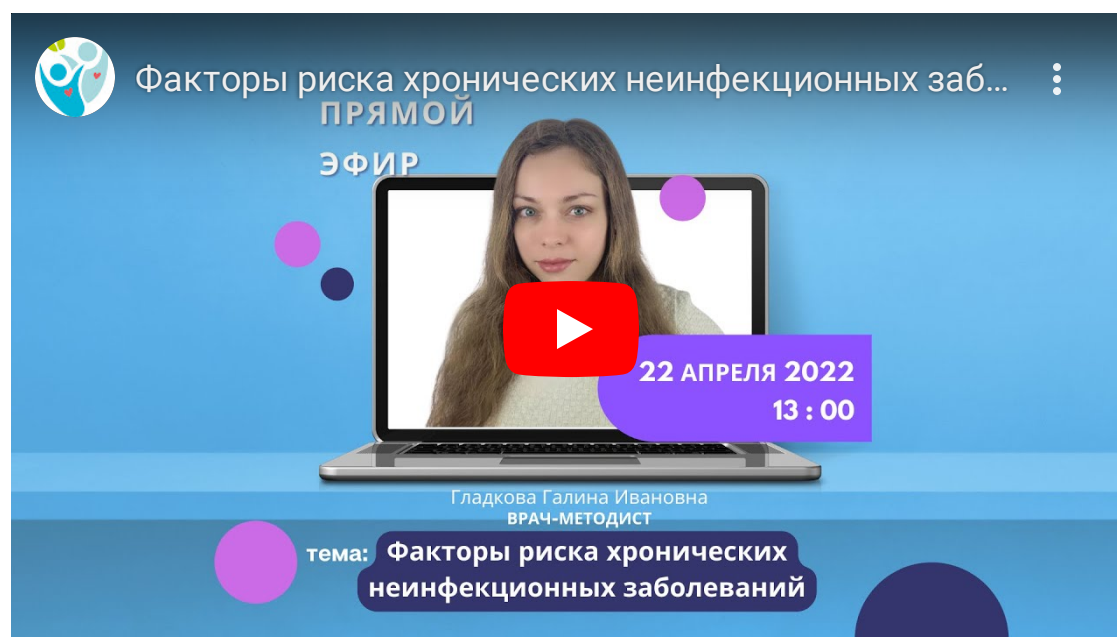 Факторы риска хронических неинфекционных заб...
ПРЯМОЙ
ЭФИР
22 АПРЕЛЯ 2022
13 : 00
Гладкова Галина Ивановна
ВРАЧ-МЕТОДИСТ
тема: Факторы риска хронических
неинфекционных заболеваний